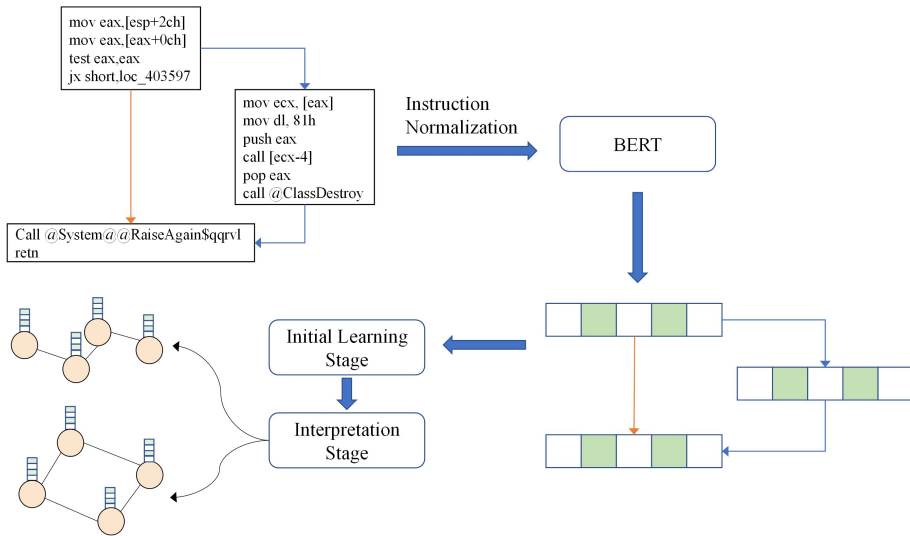 mov eax,[esp+2ch]
mov eax,[eax+0ch]
test eax,eax
jx short,loc_403597
mov ecx, [eax]
mov dl, 81h
push eax
call [ecx-4]
pop eax
call @ClassDestroy
Call @System@@RaiseAgain$qqrvl
retn
Instruction
Normalization
BERT
Initial Learning
Stage
Interpretation
Stage